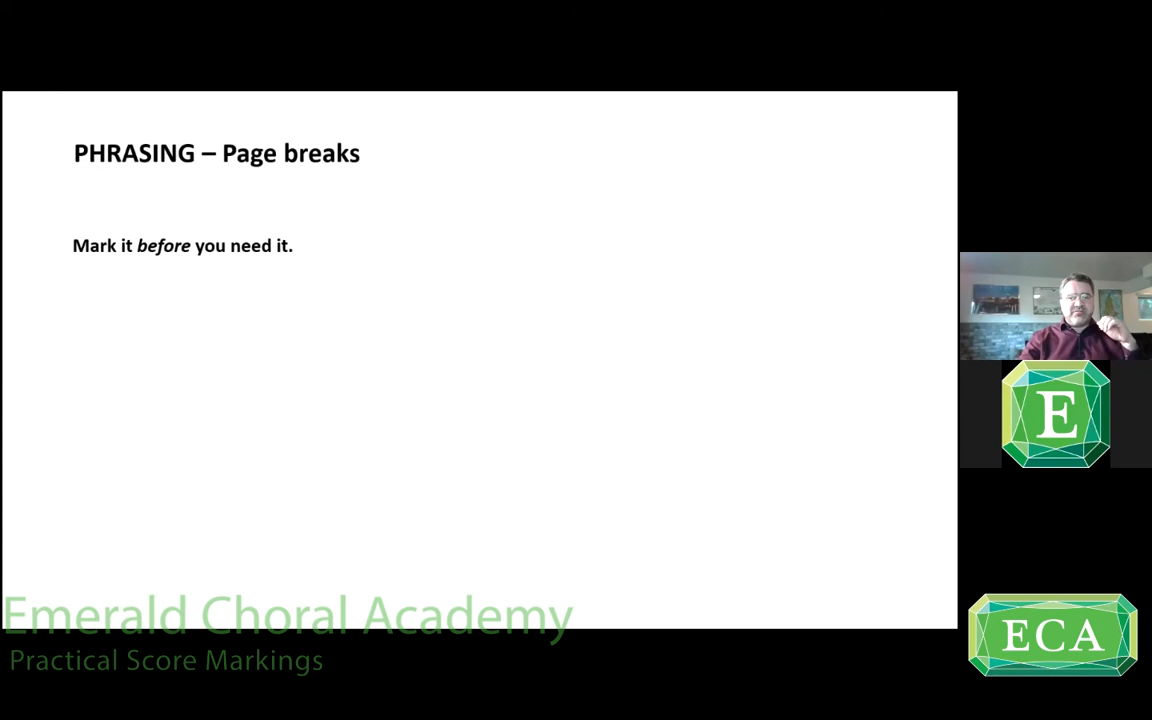 PHRASING – Page breaks
Mark it before you need it.
E
Emerald Choral Academy
Practical Score Markings
ECA